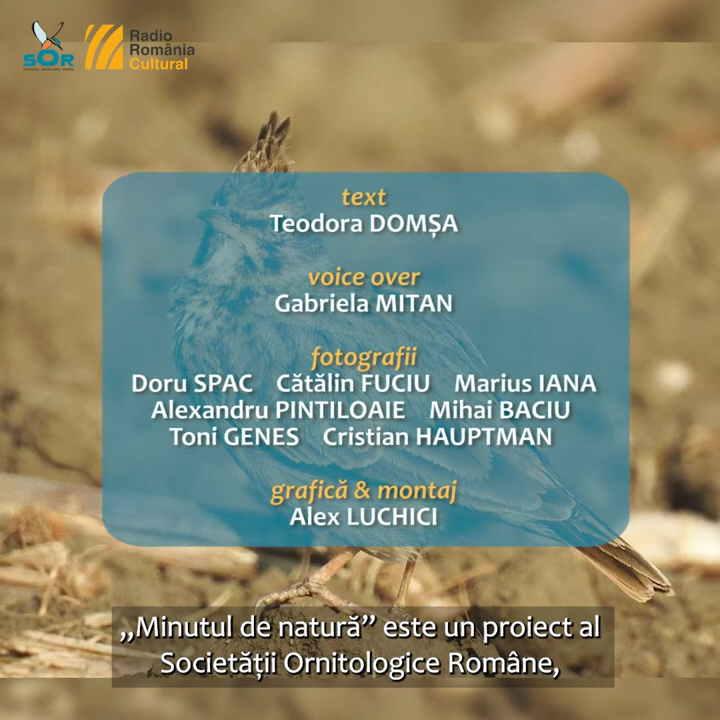 SOR
Radio
România
Cultural
text
Teodora DOMȘA
voice over
Gabriela MITAN
fotografii
Doru SPAC Cătălin FUCIU Marius IANA
Alexandru PINTILOAIE Mihai BACIU
Toni GENES Cristian HAUPTMAN
grafică & montaj
Alex LUCHICI
„Minutul de natură” este un proiect al
Societății Ornitologice Române,